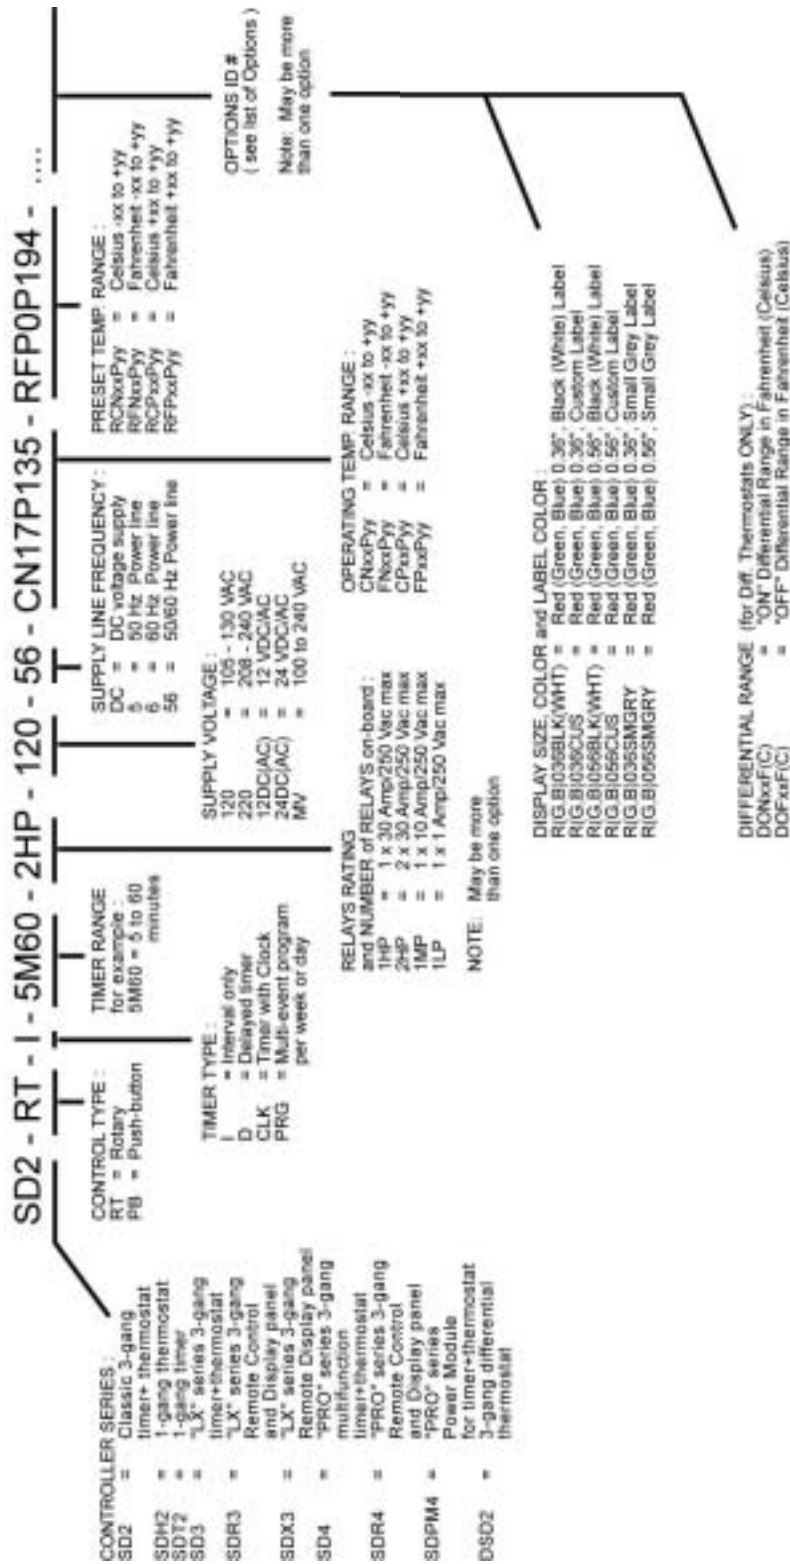 SD2 - RT - I - 5M60 - 2HP - 120 - 56 - CN17P135 - RFP0P194 - ....
CONTROLLER SERIES :
SD2 = Classic 3-gang
timer+ thermostat
SDH2 = 1-gang thermostat
SDT2 = 1-gang timer
SD3 = "LX" series 3-gang
timer+thermostat
SDR3 = "LX" series 3-gang
Remote Control
and Display panel
SDX3 = "LX" series 3-gang
Remote Display panel
SD4 = "PRO" series 3-gang
multifunction
timer+thermostat
SDR4 = "PRO" series 3-gang
Remote Control
and Display panel
SDPM4 = "PRO" series
Power Module
for timer+thermostat
DSD2 = 3-gang differential
thermostat
CONTROL TYPE :
RT = Rotary
PB = Push-button
TIMER TYPE :
I = Interval only
D = Delayed timer
CLK = Timer with Clock
PRG = Multi-event program
per week or day
TIMER RANGE
for example :
5M60 = 5 to 60
minutes
RELAYS RATING
and NUMBER of RELAYS on-board :
1HP = 1 x 30 Amp/250 Vac max
2HP = 2 x 30 Amp/250 Vac max
1MP = 1 x 10 Amp/250 Vac max
1LP = 1 x 1 Amp/250 Vac max
NOTE: May be more
than one option
SUPPLY VOLTAGE :
120 = 105 - 130 VAC
220 = 208 - 240 VAC
12DC(AC) = 12 VDC/AC
24DC(AC) = 24 VDC/AC
MV = 100 to 240 VAC
SUPPLY LINE FREQUENCY :
DC = DC voltage supply
5 = 50 Hz Power line
6 = 60 Hz Power line
56 = 50/60 Hz Power line
OPERATING TEMP. RANGE :
CNxxPyy = Celsius -xx to +yy
FNxxPyy = Fahrenheit -xx to +yy
CPxxPyy = Celsius +xx to +yy
FPxxPyy = Fahrenheit +xx to +yy
PRESET TEMP. RANGE :
RCNxxPyy = Celsius -xx to +yy
RFNxxPyy = Fahrenheit -xx to +yy
RCPxxPyy = Celsius +xx to +yy
RFPxxPyy = Fahrenheit +xx to +yy
OPTIONS ID #
( see list of Options )
Note: May be more
than one option
DISPLAY SIZE, COLOR and LABEL COLOR :
R(G,B)036BLK(WHT) = Red (Green, Blue) 0.36", Black (White) Label
R(G,B)036CUS = Red (Green, Blue) 0.36", Custom Label
R(G,B)056BLK(WHT) = Red (Green, Blue) 0.56", Black (White) Label
R(G,B)056CUS = Red (Green, Blue) 0.56", Custom Label
R(G,B)036SMGRY = Red (Green, Blue) 0.36", Small Grey Label
R(G,B)056SMGRY = Red (Green, Blue) 0.56", Small Grey Label
DIFFERENTIAL RANGE (for Diff. Thermostats ONLY) :
DONxxF(C) = "ON" Differential Range in Fahrenheit (Celsius)
DOFxxF(C) = "OFF" Differential Range in Fahrenheit (Celsius)